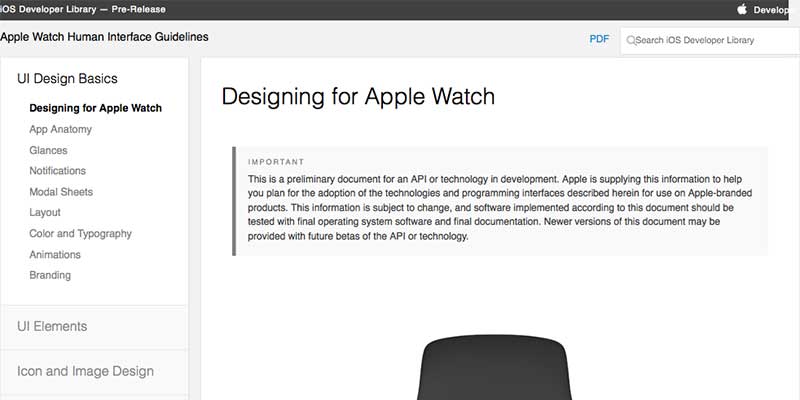 iOS Developer Library — Pre-Release
Apple Watch Human Interface Guidelines
PDF
Search iOS Developer Library
UI Design Basics
Designing for Apple Watch
App Anatomy
Glances
Notifications
Modal Sheets
Layout
Color and Typography
Animations
Branding
UI Elements
Icon and Image Design
Designing for Apple Watch
IMPORTANT
This is a preliminary document for an API or technology in development. Apple is supplying this information to help
you plan for the adoption of the technologies and programming interfaces described herein for use on Apple-branded
products. This information is subject to change, and software implemented according to this document should be
tested with final operating system software and final documentation. Newer versions of this document may be
provided with future betas of the API or technology.